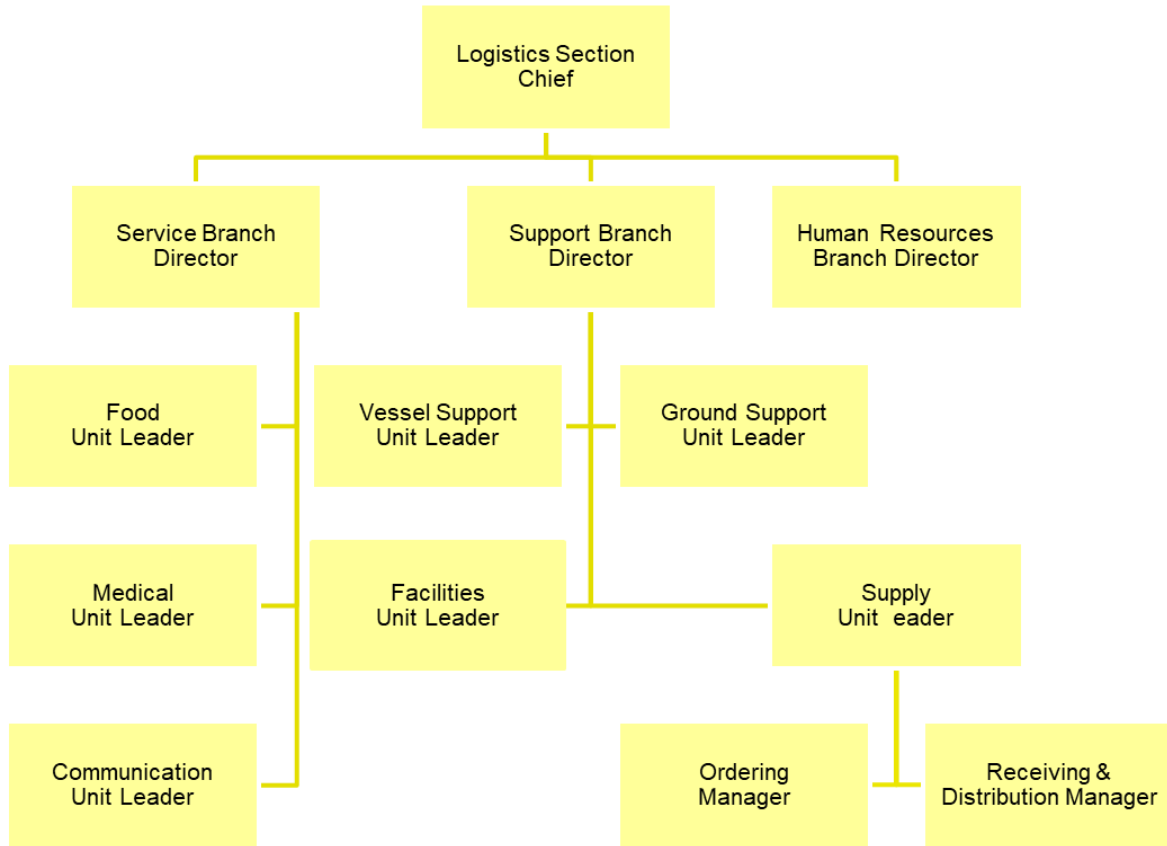 Logistics Section
Chief
Service Branch
Director
Support Branch
Director
Human Resources
Branch Director
Food
Unit Leader
Vessel Support
Unit Leader
Ground Support
Unit Leader
Medical
Unit Leader
Facilities
Unit Leader
Supply
Unit eader
Communication
Unit Leader
Ordering
Manager
Receiving &
Distribution Manager